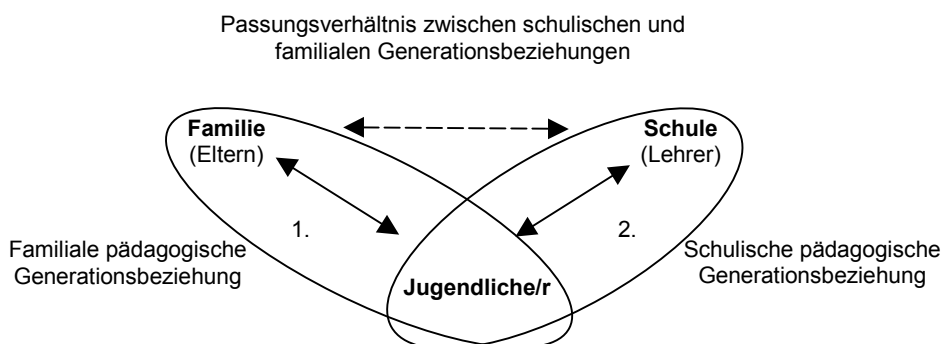 Passungsverhältnis zwischen schulischen und
familialen Generationsbeziehungen
Familie
(Eltern)
Schule
(Lehrer)
1.
2.
Familiale pädagogische
Generationsbeziehung
Schulische pädagogische
Generationsbeziehung
Jugendliche/r